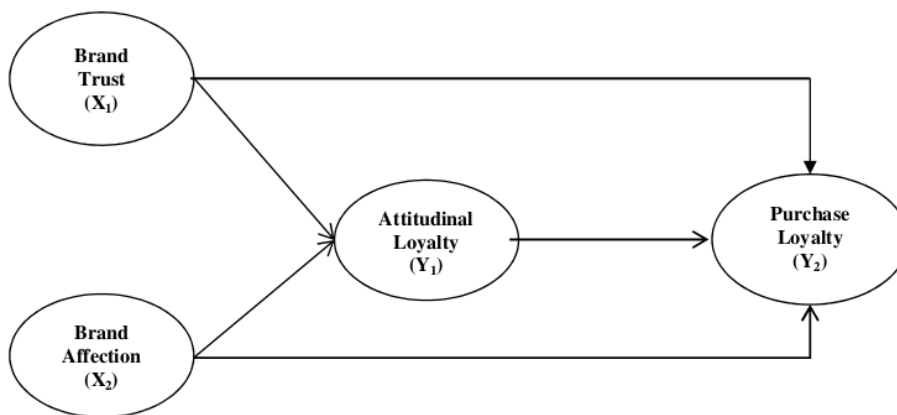 Brand
Trust
(X₁)
Attitudinal
Loyalty
(Y₁)
Purchase
Loyalty
(Y₂)
Brand
Affection
(X₂)